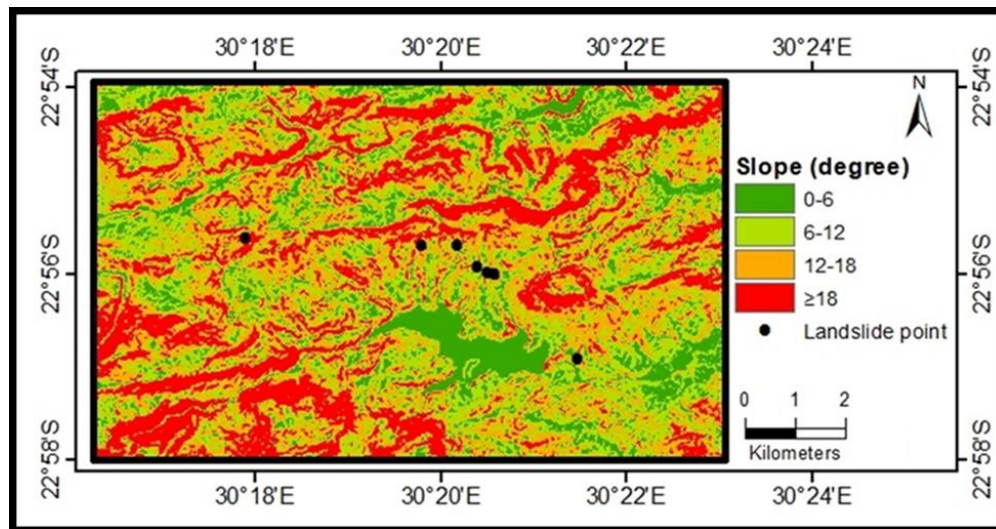 30°18'E 30°20'E 30°22'E 30°24'E
22°54'S
22°54'S
N
Slope (degree)
0-6
6-12
12-18
≥18
Landslide point
22°56'S
22°56'S
0 1 2
Kilometers
22°58'S
22°58'S
30°18'E 30°20'E 30°22'E 30°24'E